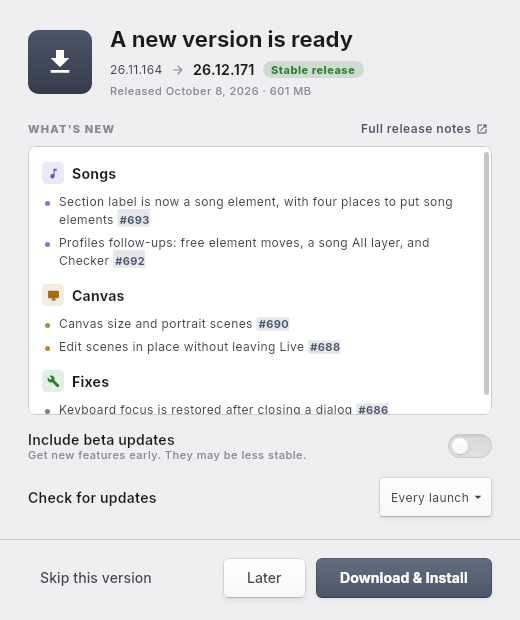 A new version is ready
26.11.164 → 26.12.171 Stable release
Released October 8, 2026 · 601 MB
WHAT'S NEW
Full release notes
Songs
Section label is now a song element, with four places to put song
elements #693
Profiles follow-ups: free element moves, a song All layer, and
Checker #692
Canvas
Canvas size and portrait scenes #690
Edit scenes in place without leaving Live #688
Fixes
Keyboard focus is restored after closing a dialog #686
Include beta updates
Get new features early. They may be less stable.
Check for updates
Every launch
Skip this version
Later
Download & Install